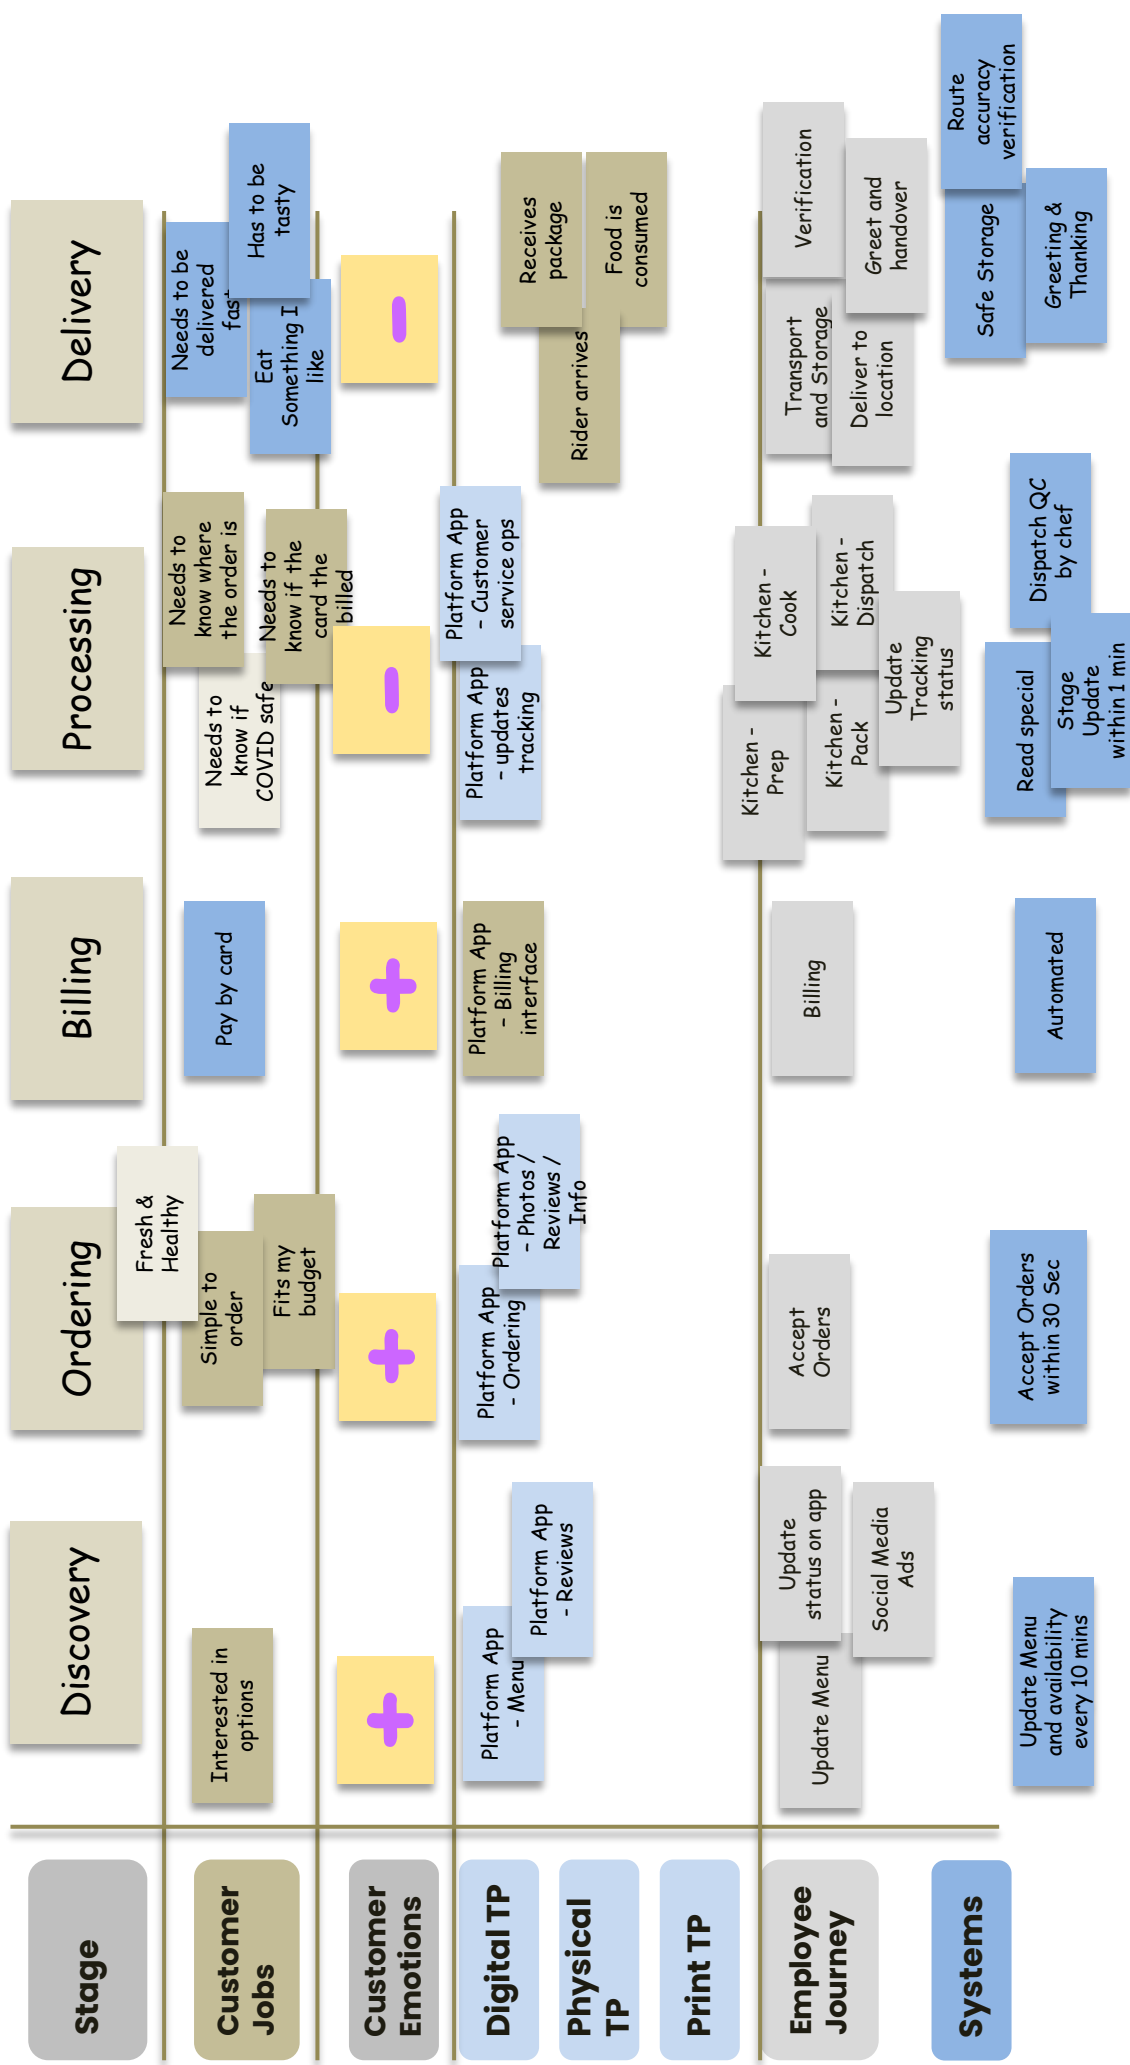 Stage
Discovery
Ordering
Billing
Processing
Delivery
Customer
Jobs
Interested in
options
Simple to
order
Fresh &
Healthy
Fits my
budget
Pay by card
Needs to
know if
COVID safe
Needs to
know where
the order is
Needs to
know if the
card the
billed
Needs to be
delivered
fast
Eat
Something I
like
Has to be
tasty
Customer
Emotions
+
+
+
-
-
Digital TP
Physical
TP
Print TP
Platform App
- Menu
Platform App
- Reviews
Platform App
- Ordering
Platform App
- Photos /
Reviews /
Info
Platform App
- Billing
interface
Platform App
- updates
tracking
Platform App
- Customer
service ops
Rider arrives
Receives
package
Food is
consumed
Employee
Journey
Update Menu
Update
status on app
Social Media
Ads
Accept
Orders
Billing
Kitchen -
Prep
Kitchen -
Cook
Kitchen -
Pack
Kitchen -
Dispatch
Update
Tracking
status
Transport
and Storage
Verification
Deliver to
location
Greet and
handover
Systems
Update Menu
and availability
every 10 mins
Accept Orders
within 30 Sec
Automated
Read special
Stage
Update
within 1 min
Dispatch QC
by chef
Safe Storage
Route
accuracy
verification
Greeting &
Thanking